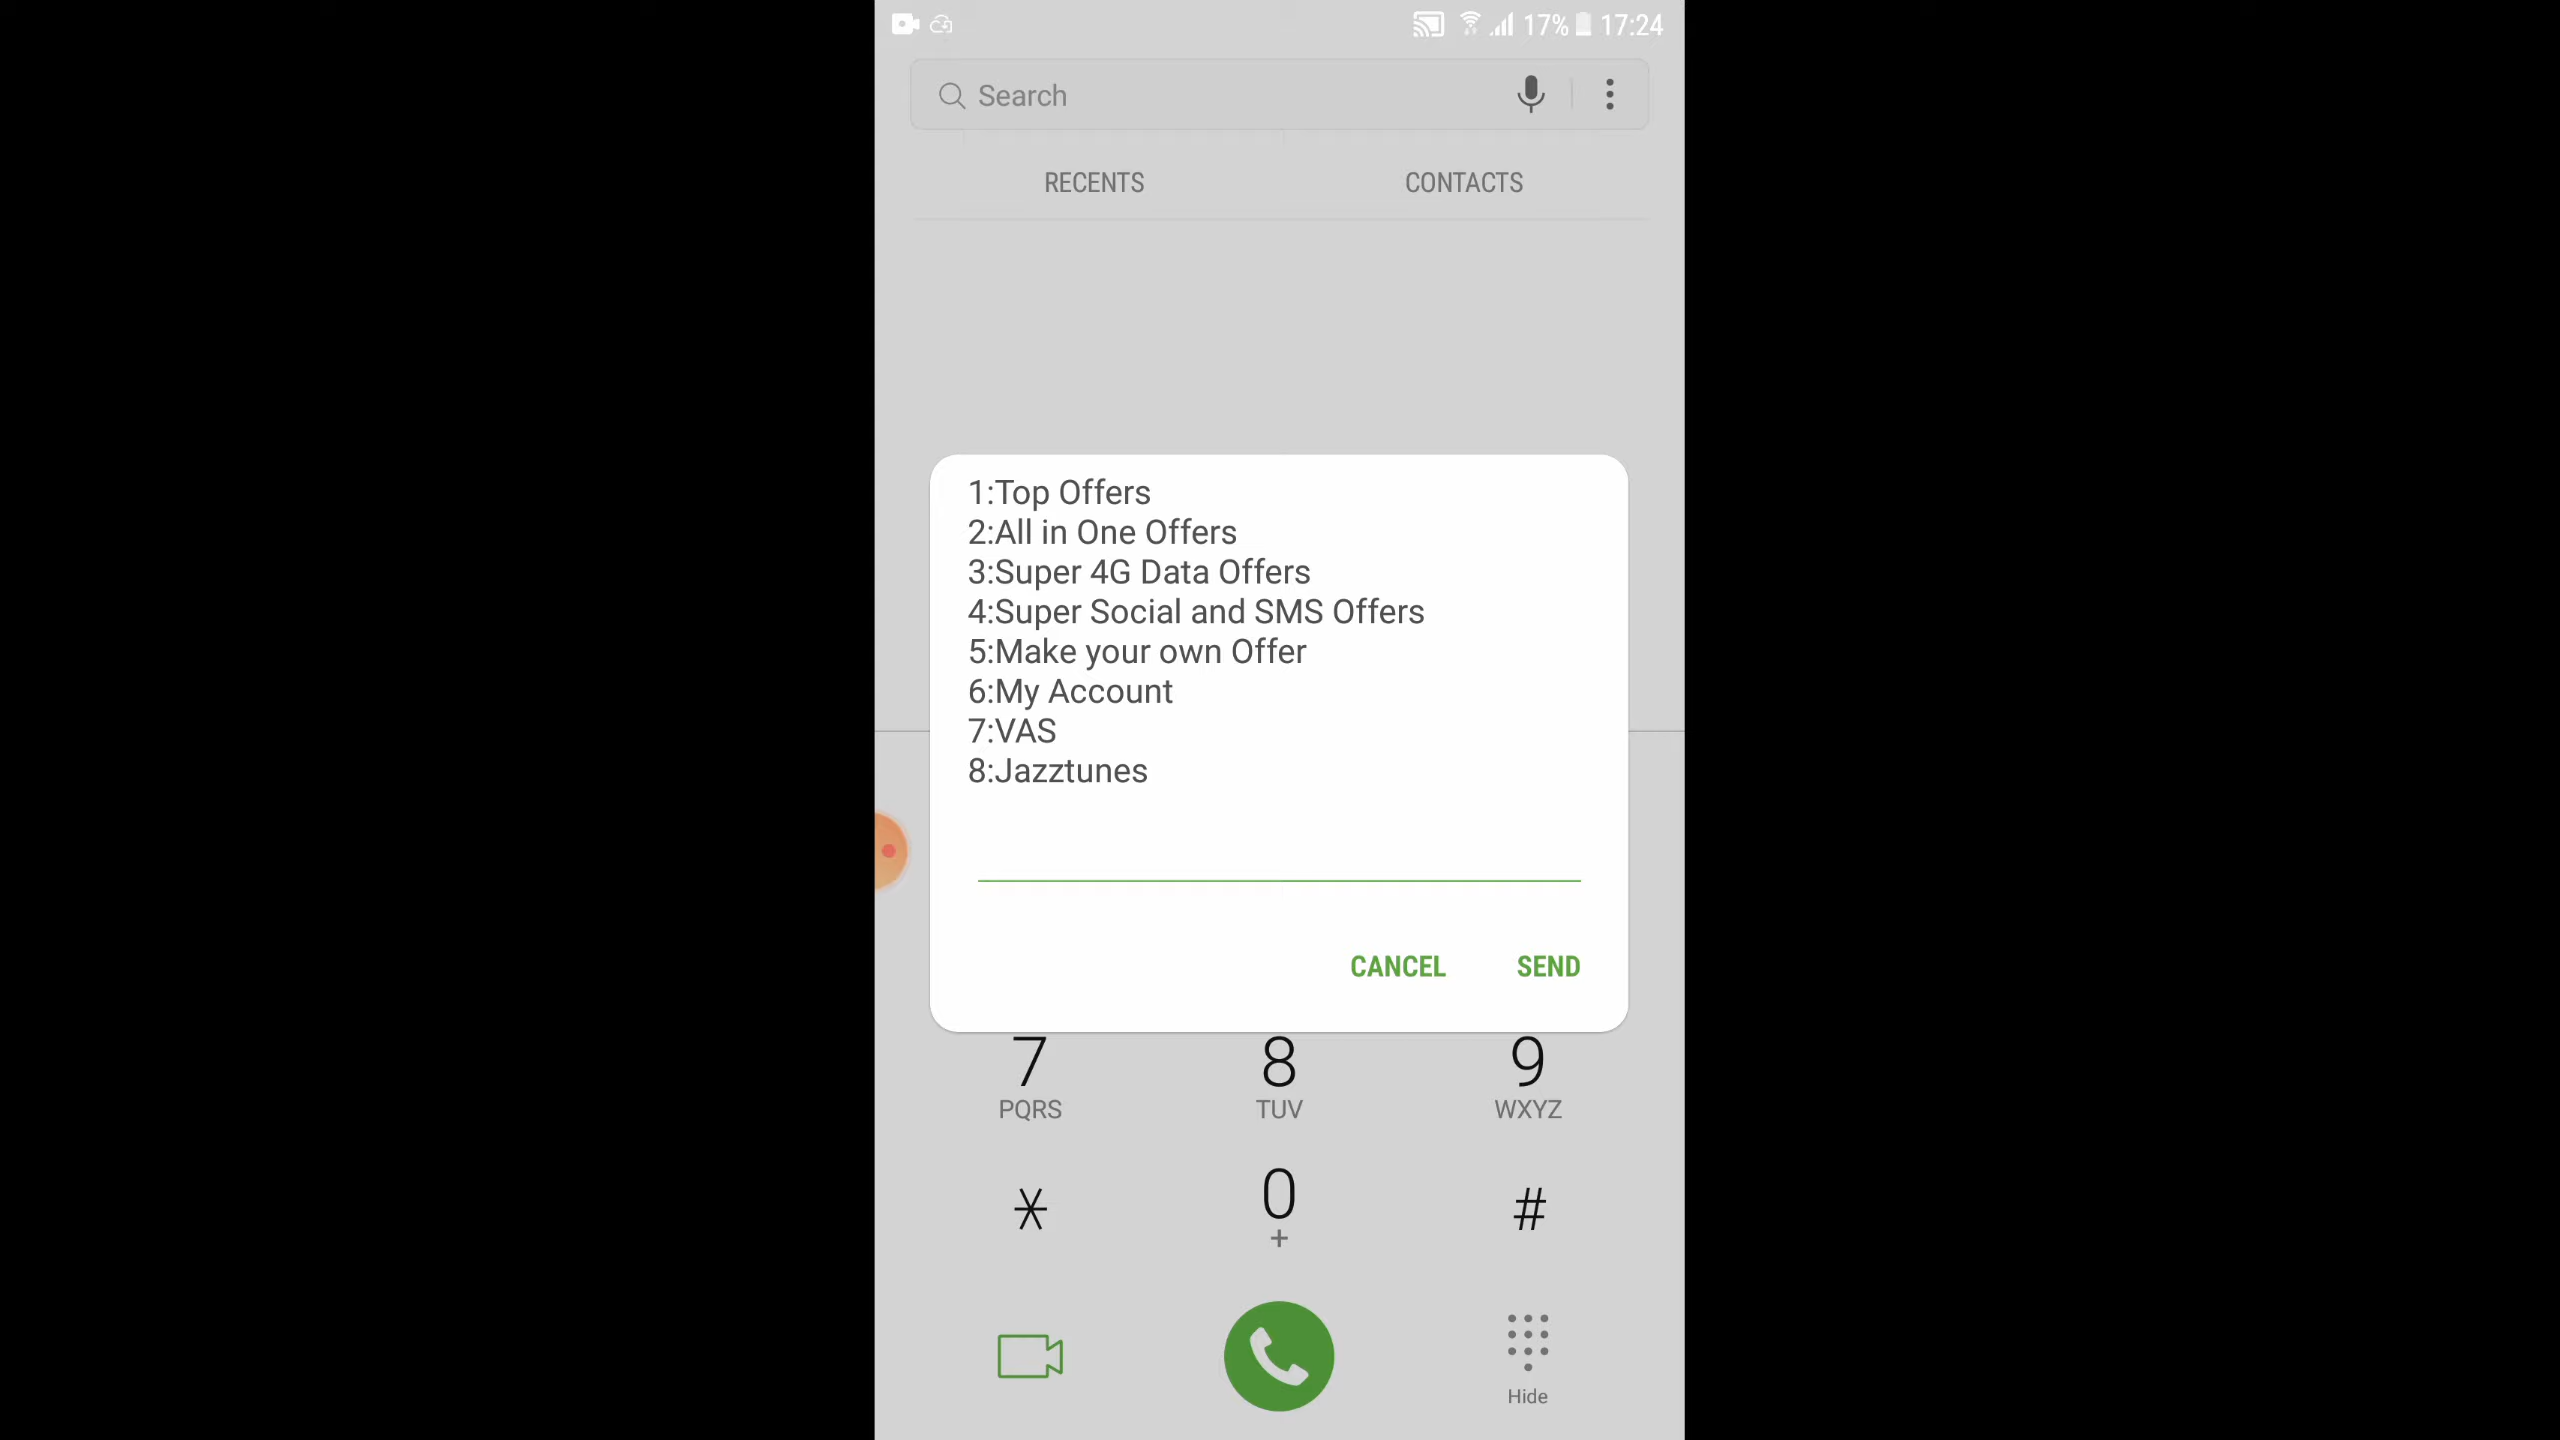 17% 17:24
Search
RECENTS CONTACTS
1:Top Offers
2:All in One Offers
3:Super 4G Data Offers
4:Super Social and SMS Offers
5:Make your own Offer
6:My Account
7:VAS
8:Jazztunes
CANCEL SEND
7 8 9
PQRS TUV WXYZ
* 0 #
+
Hide